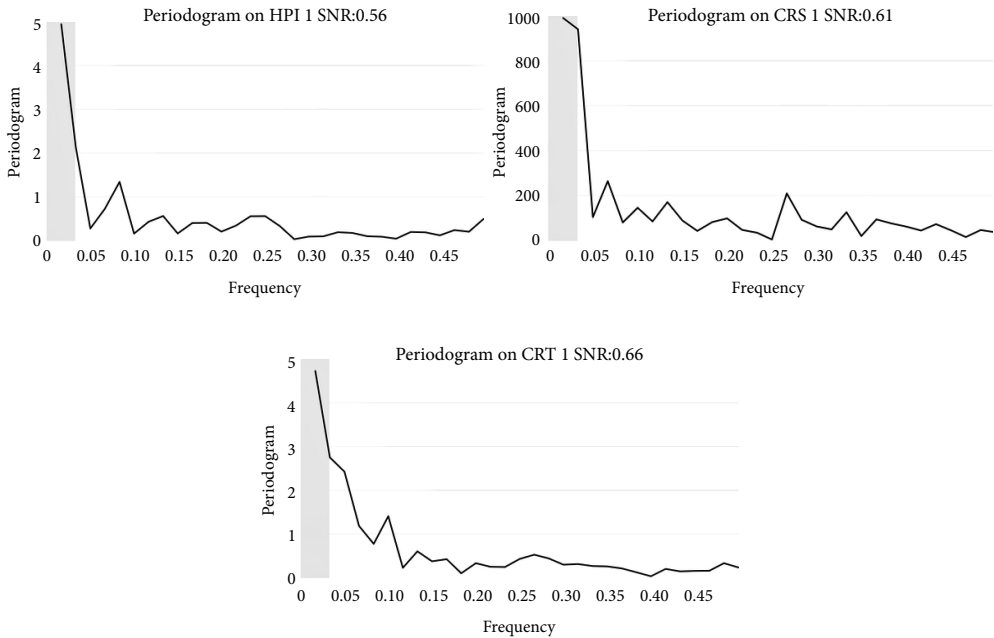 Periodogram on HPI 1 SNR:0.56
5
4
3
2
1
0
Periodogram
0 0.05 0.10 0.15 0.20 0.25 0.30 0.35 0.40 0.45
Frequency
Periodogram on CRS 1 SNR:0.61
1000
800
600
400
200
0
Periodogram
0 0.05 0.10 0.15 0.20 0.25 0.30 0.35 0.40 0.45
Frequency
Periodogram on CRT 1 SNR:0.66
5
4
3
2
1
0
Periodogram
0 0.05 0.10 0.15 0.20 0.25 0.30 0.35 0.40 0.45
Frequency